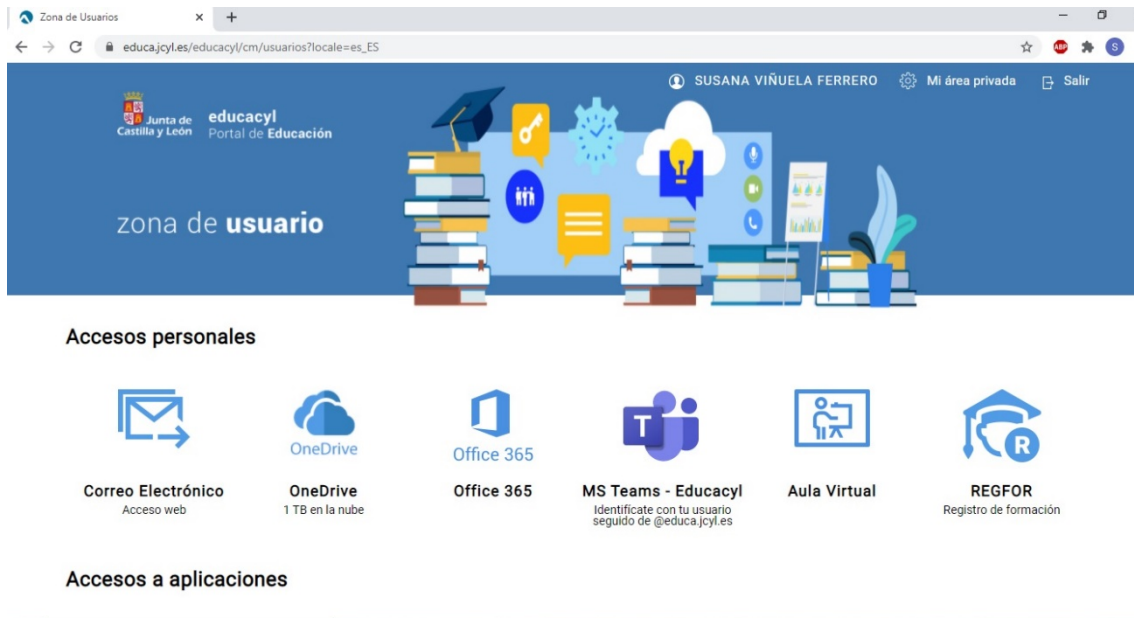 Zona de Usuarios
educa.jcyl.es/educacyl/cm/usuarios?locale=es_ES
ABP
S
SUSANA VIÑUELA FERRERO Mi área privada Salir
Junta de
Castilla y León
educacyl
Portal de Educación
zona de usuario
Accesos personales
OneDrive
Office 365
T
R
Correo Electrónico
Acceso web
OneDrive
1 TB en la nube
Office 365
MS Teams - Educacyl
Identifícate con tu usuario
seguido de @educa.jcyl.es
Aula Virtual
REGFOR
Registro de formación
Accesos a aplicaciones